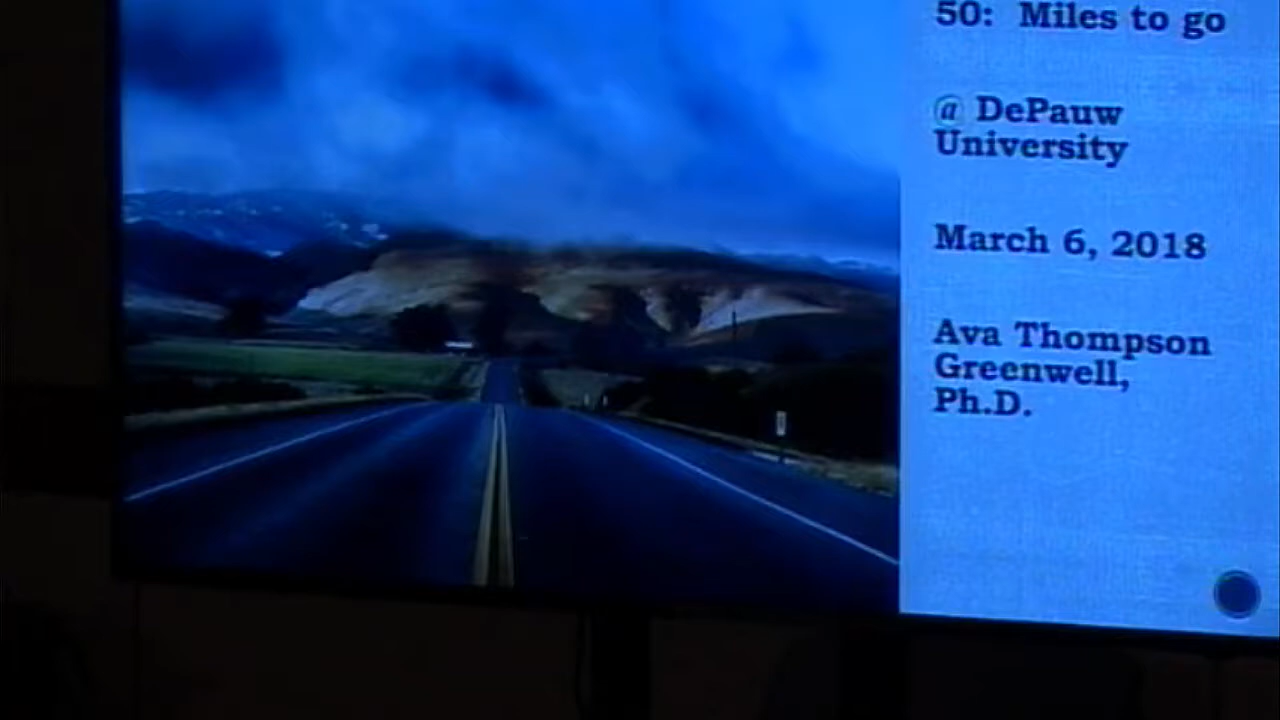 50: Miles to go
@ DePauw
University
March 6, 2018
Ava Thompson
Greenwell,
Ph.D.